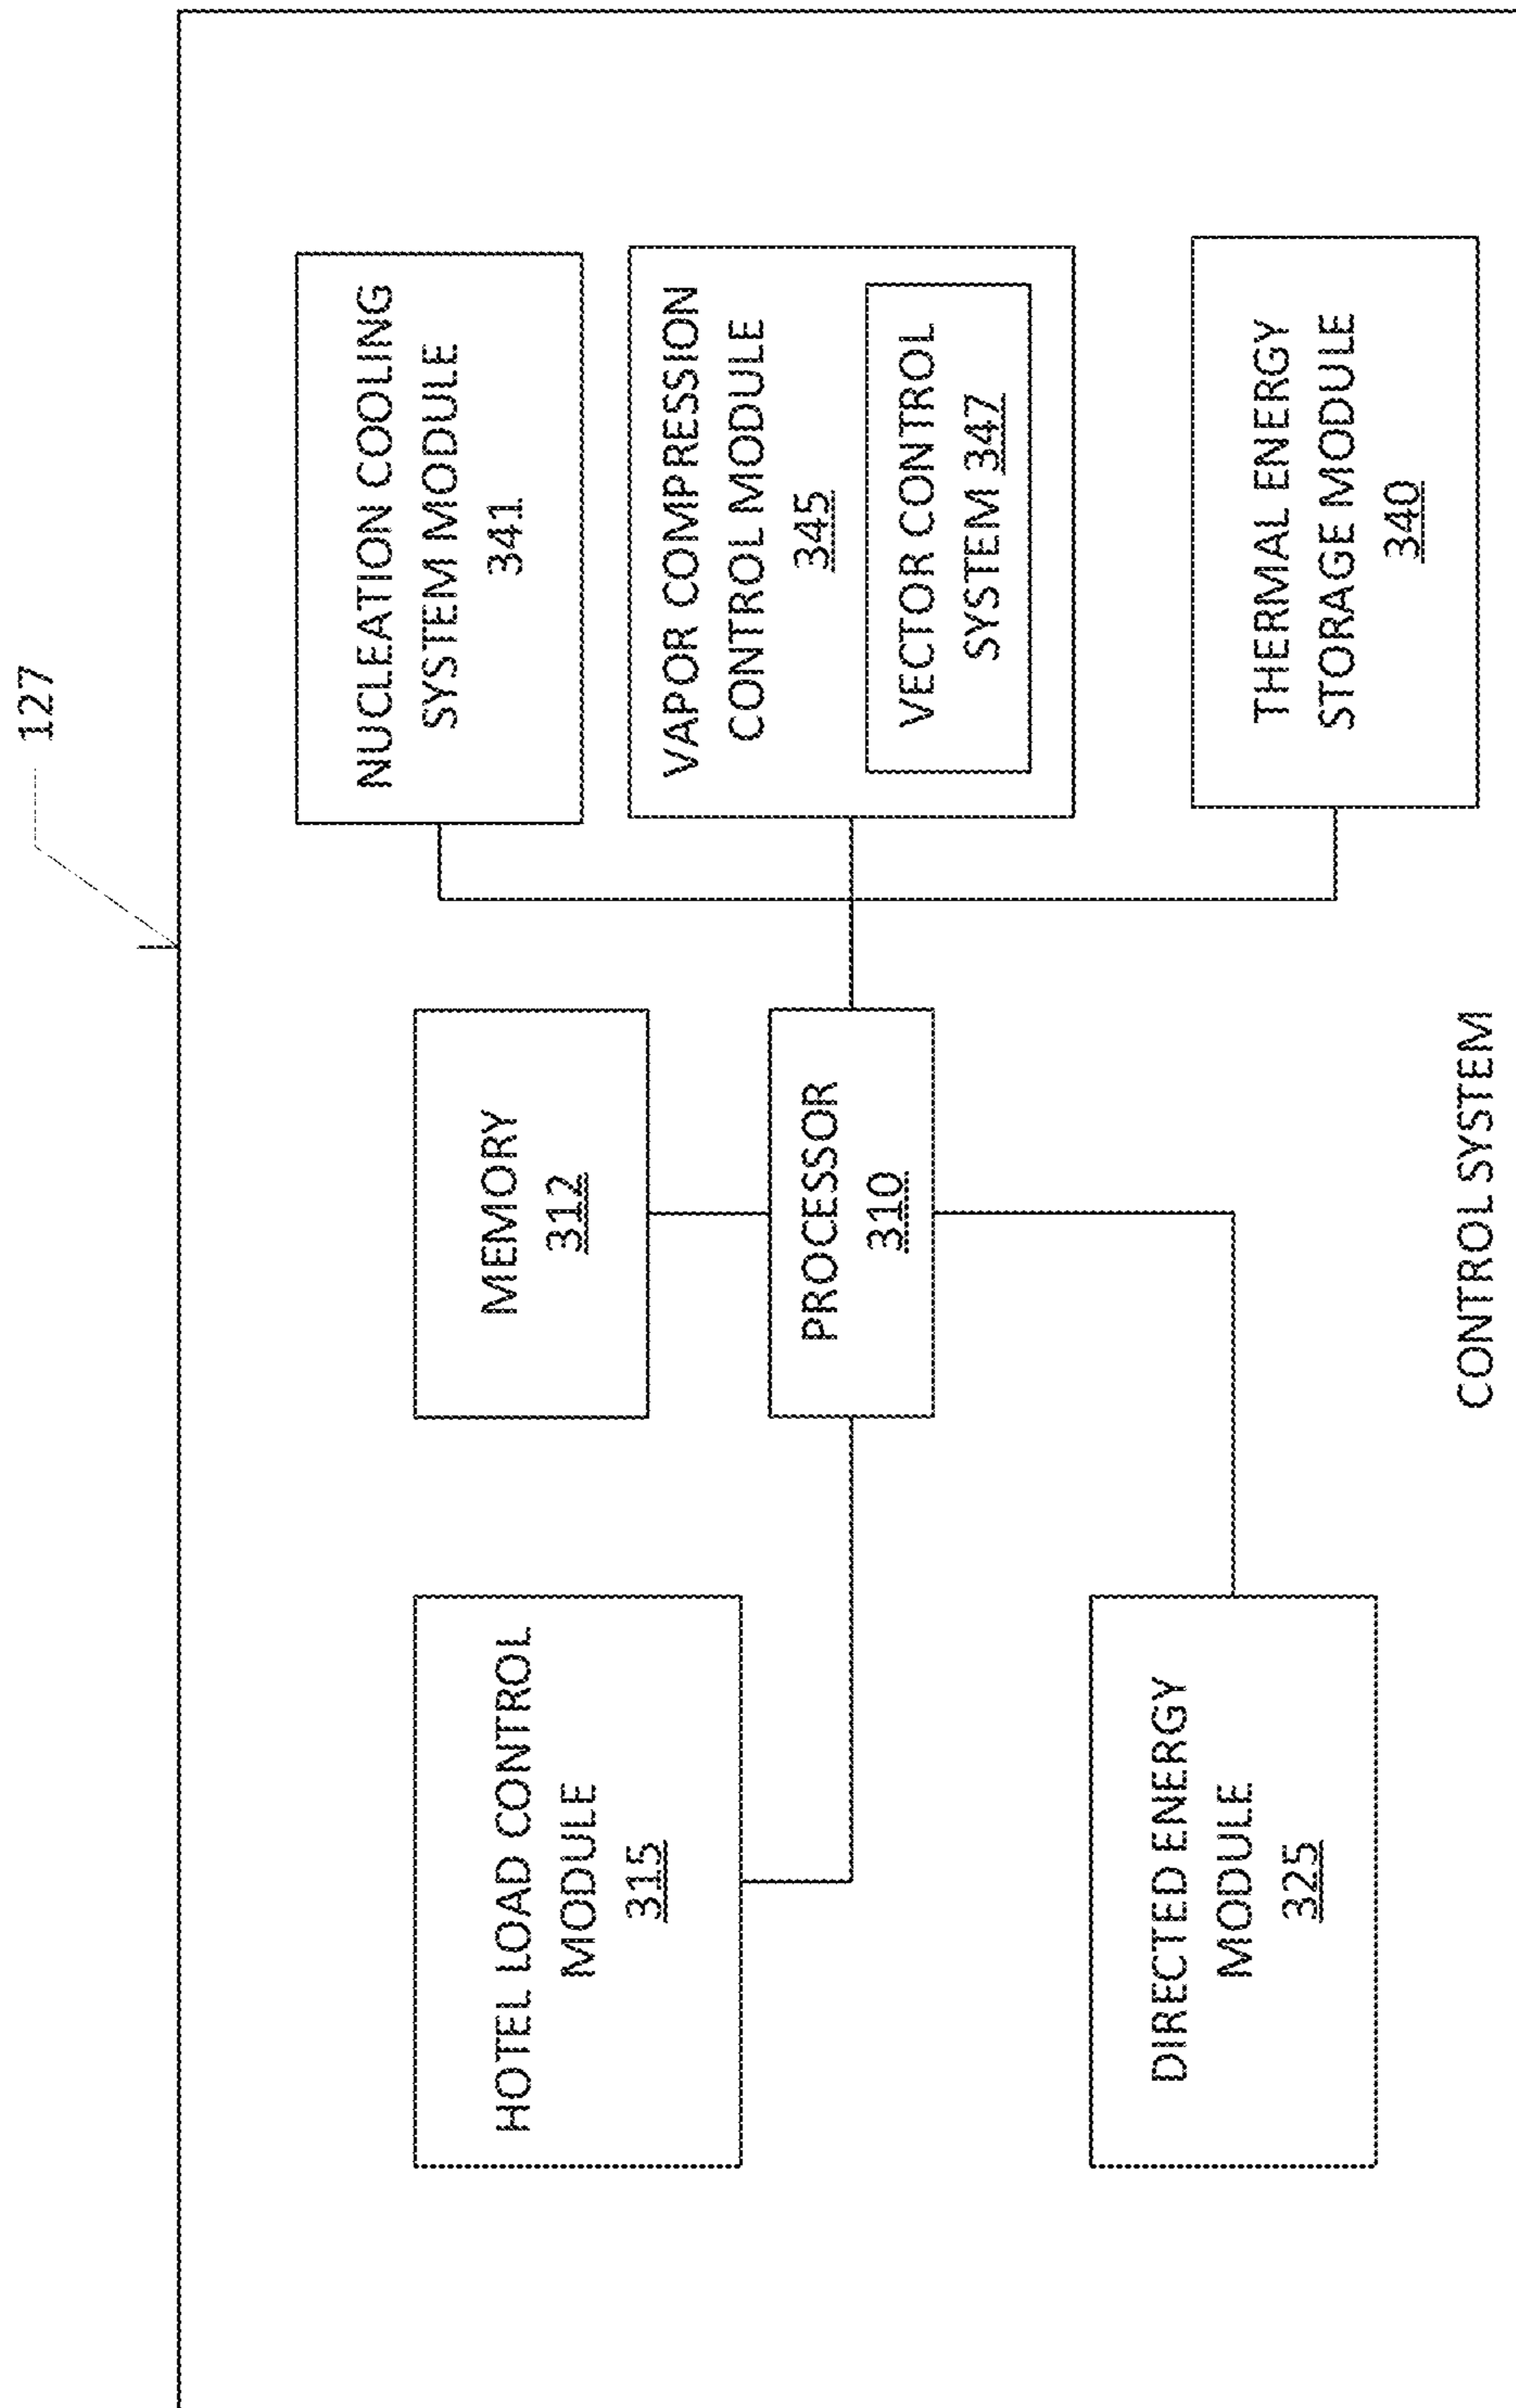 127
HOTEL LOAD CONTROL
MODULE
315
MEMORY
312
NUCLEATION COOLING
SYSTEM MODULE
341
PROCESSOR
310
VAPOR COMPRESSION
CONTROL MODULE
345
VECTOR CONTROL
SYSTEM 347
DIRECTED ENERGY
MODULE
325
THERMAL ENERGY
STORAGE MODULE
340
CONTROL SYSTEM